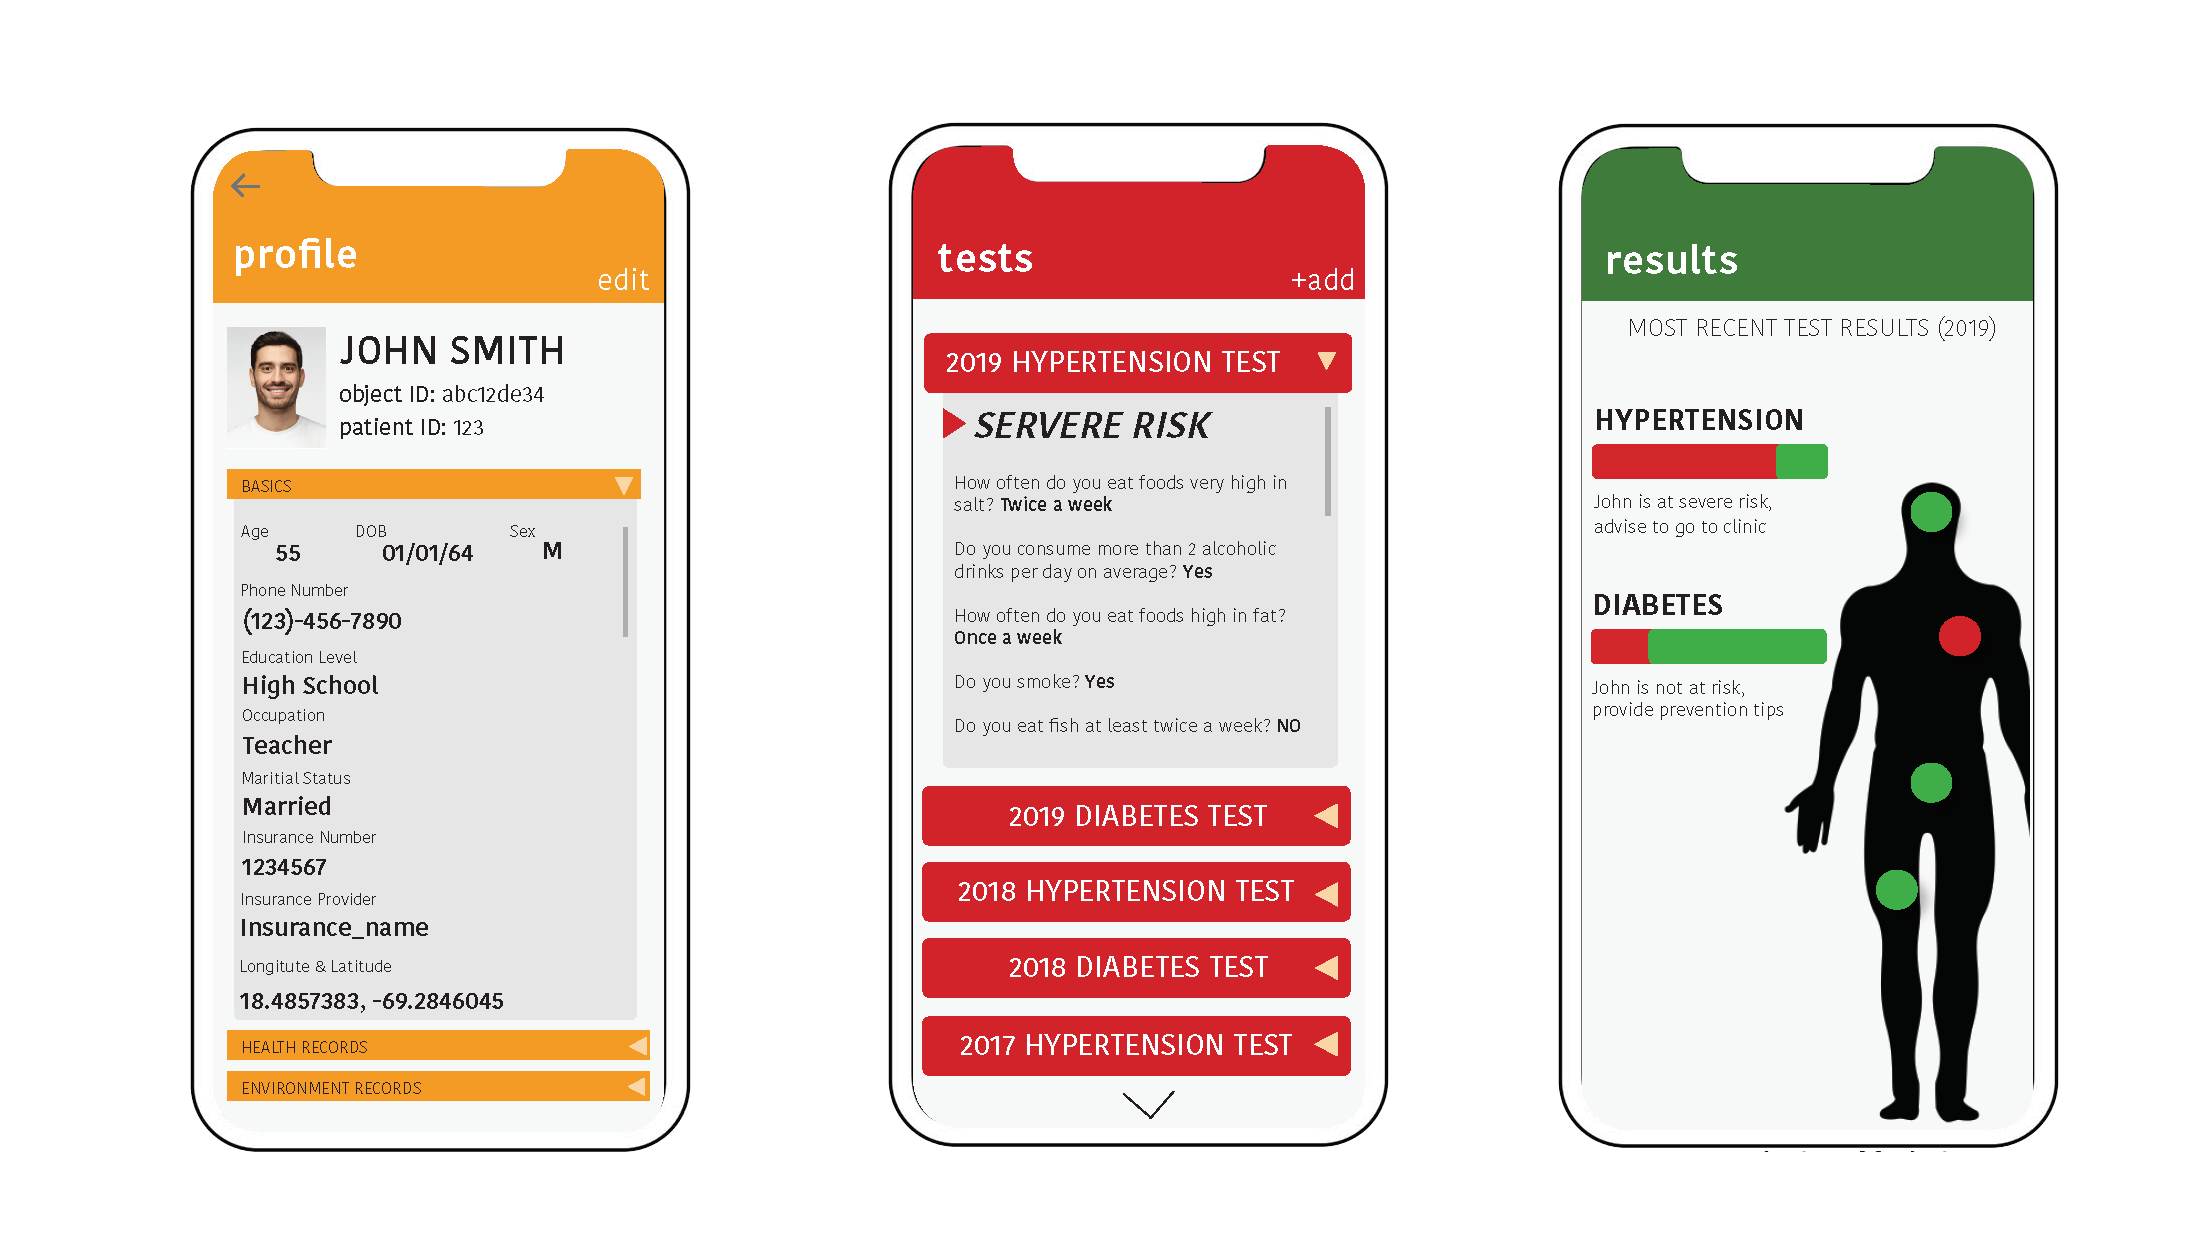 profile
edit
JOHN SMITH
object ID: abc12de34
patient ID: 123
BASICS
Age DOB Sex
55 01/01/64 M
Phone Number
(123)-456-7890
Education Level
High School
Occupation
Teacher
Maritial Status
Married
Insurance Number
1234567
Insurance Provider
Insurance_name
Longitute & Latitude
18.4857383, -69.2846045
HEALTH RECORDS
ENVIRONMENT RECORDS
tests
+add
2019 HYPERTENSION TEST
SERVERE RISK
How often do you eat foods very high in
salt? Twice a week
Do you consume more than 2 alcoholic
drinks per day on average? Yes
How often do you eat foods high in fat?
Once a week
Do you smoke? Yes
Do you eat fish at least twice a week? NO
2019 DIABETES TEST
2018 HYPERTENSION TEST
2018 DIABETES TEST
2017 HYPERTENSION TEST
results
MOST RECENT TEST RESULTS (2019)
HYPERTENSION
John is at severe risk,
advise to go to clinic
DIABETES
John is not at risk,
provide prevention tips